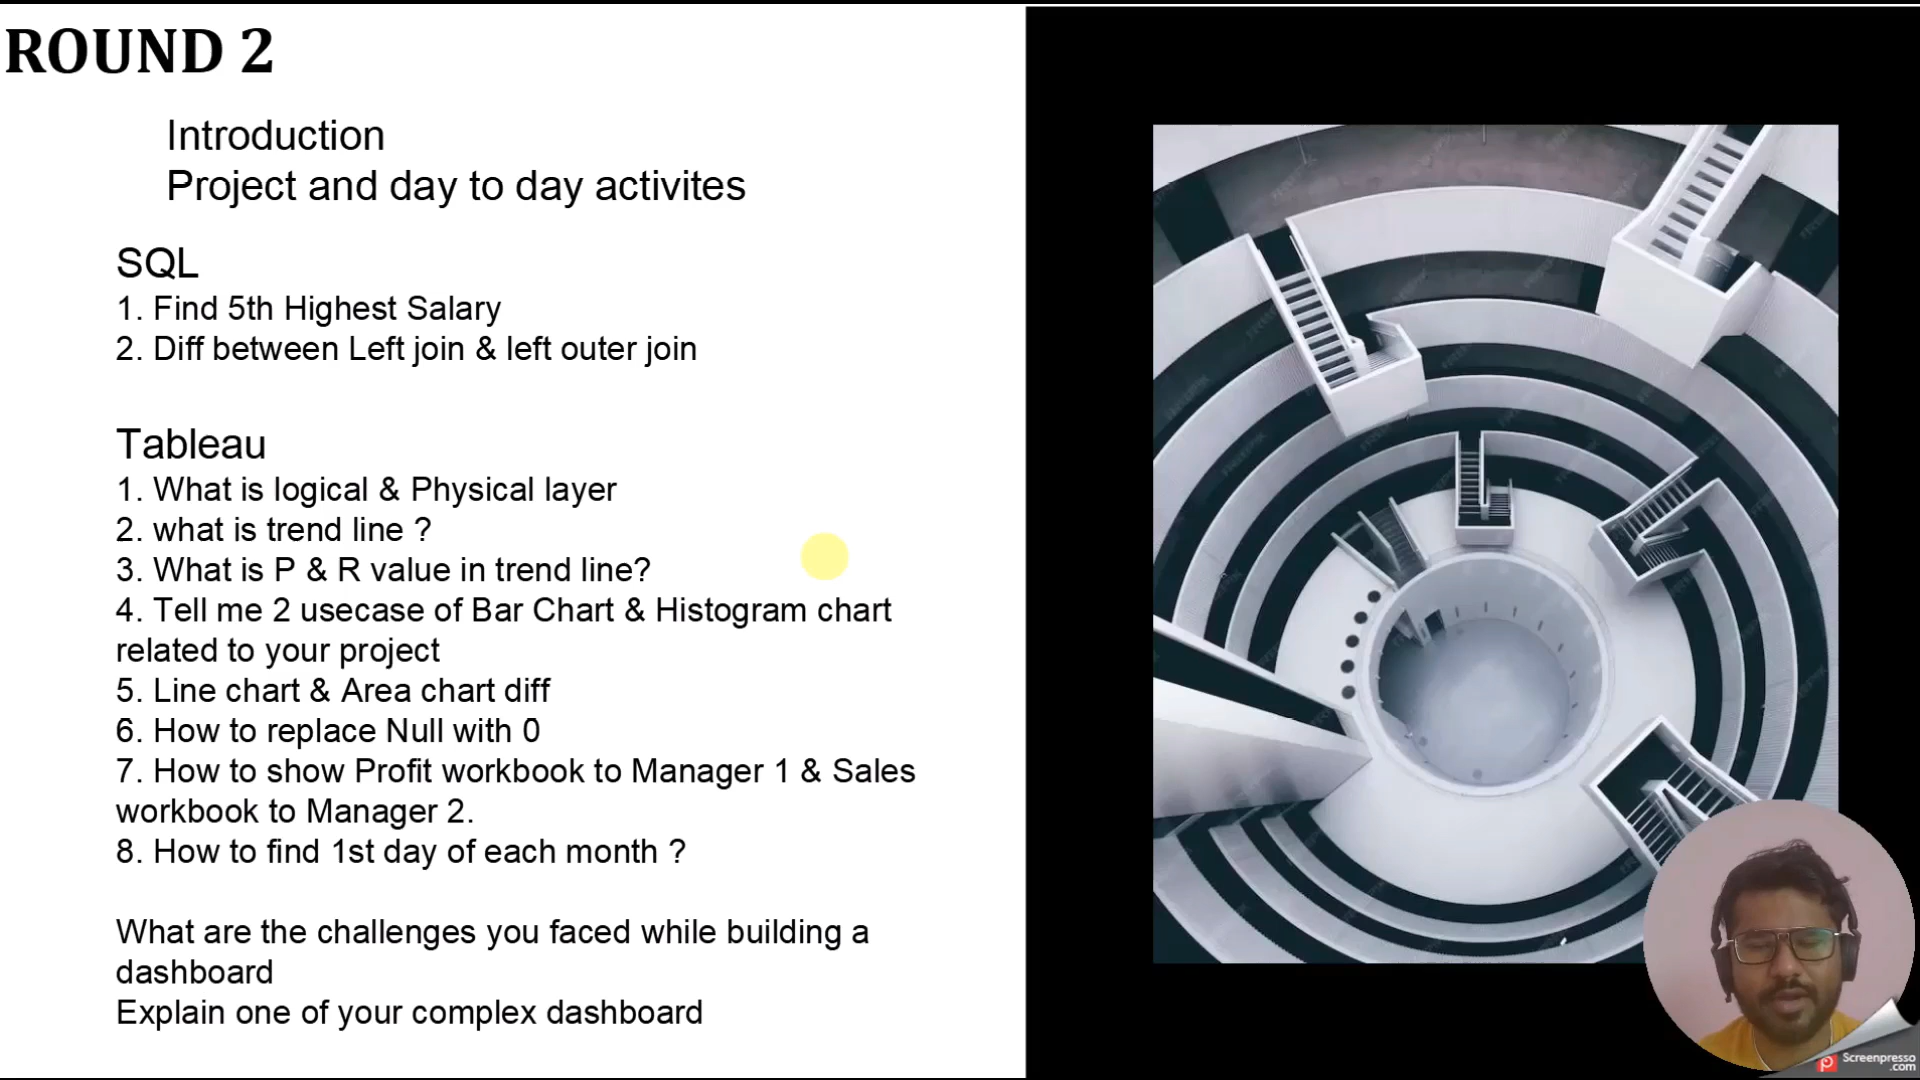 ROUND 2
Introduction
Project and day to day activites
SQL
1. Find 5th Highest Salary
2. Diff between Left join & left outer join
Tableau
1. What is logical & Physical layer
2. what is trend line ?
3. What is P & R value in trend line?
4. Tell me 2 usecase of Bar Chart & Histogram chart
related to your project
5. Line chart & Area chart diff
6. How to replace Null with 0
7. How to show Profit workbook to Manager 1 & Sales
workbook to Manager 2.
8. How to find 1st day of each month ?
What are the challenges you faced while building a
dashboard
Explain one of your complex dashboard
Screenpresso
.com